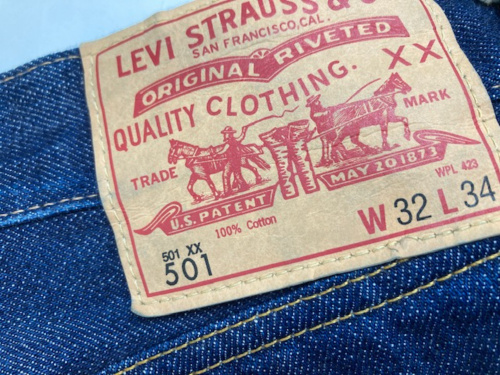 LEVI STRAUSS &
SAN FRANCISCO, CAL.
ORIGINAL RIVETED
QUALITY CLOTHING.
XX
TRADE MARK
U.S. PATENT MAY 20 1873
WPL 423
100% Cotton
W 32 L 34
501 XX
501